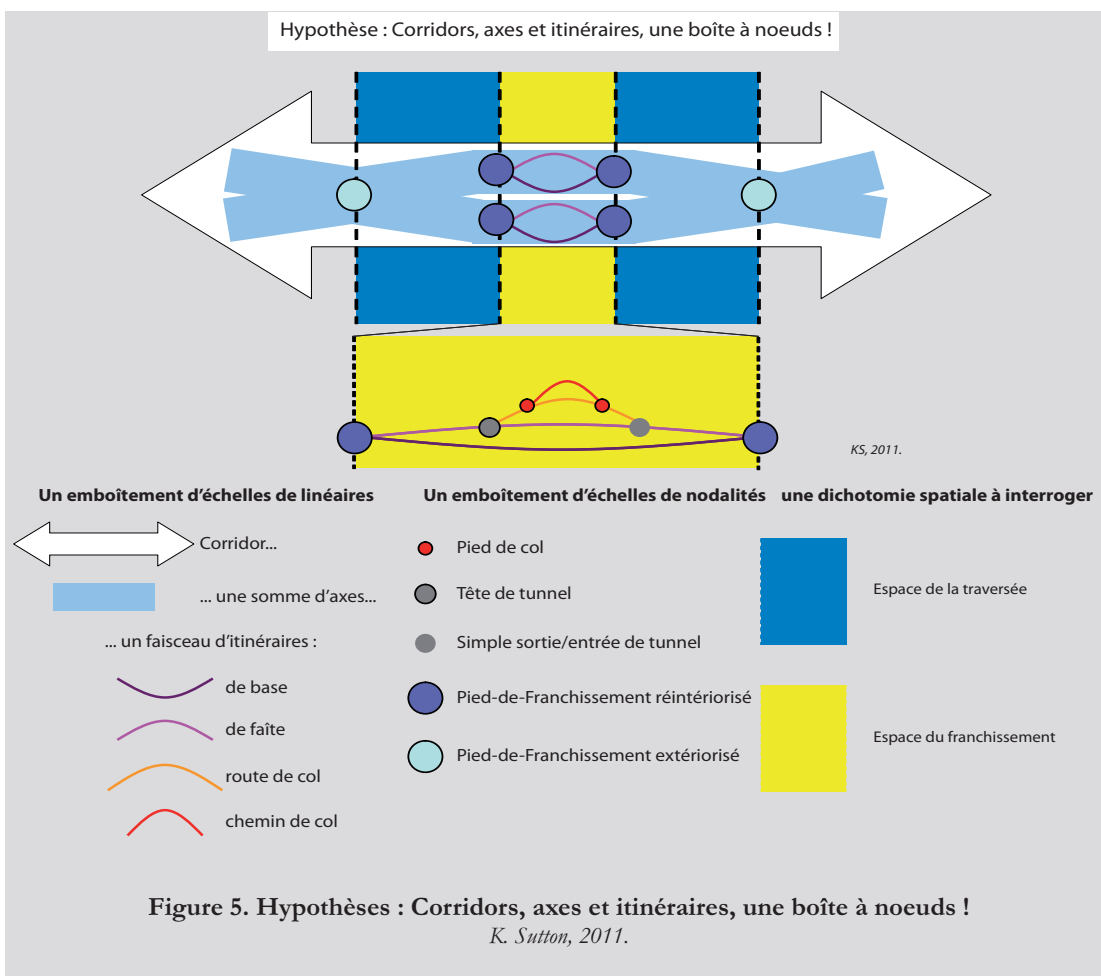 Hypothèse : Corridors, axes et itinéraires, une boîte à noeuds !
KS, 2011.
Un emboîtement d'échelles de linéaires
Corridor...
... une somme d'axes...
... un faisceau d'itinéraires :
de base
de faîte
route de col
chemin de col
Un emboîtement d'échelles de nodalités
Pied de col
Tête de tunnel
Simple sortie/entrée de tunnel
Pied-de-Franchissement réintériorisé
Pied-de-Franchissement extériorisé
une dichotomie spatiale à interroger
Espace de la traversée
Espace du franchissement
Figure 5. Hypothèses : Corridors, axes et itinéraires, une boîte à noeuds !
K. Sutton, 2011.